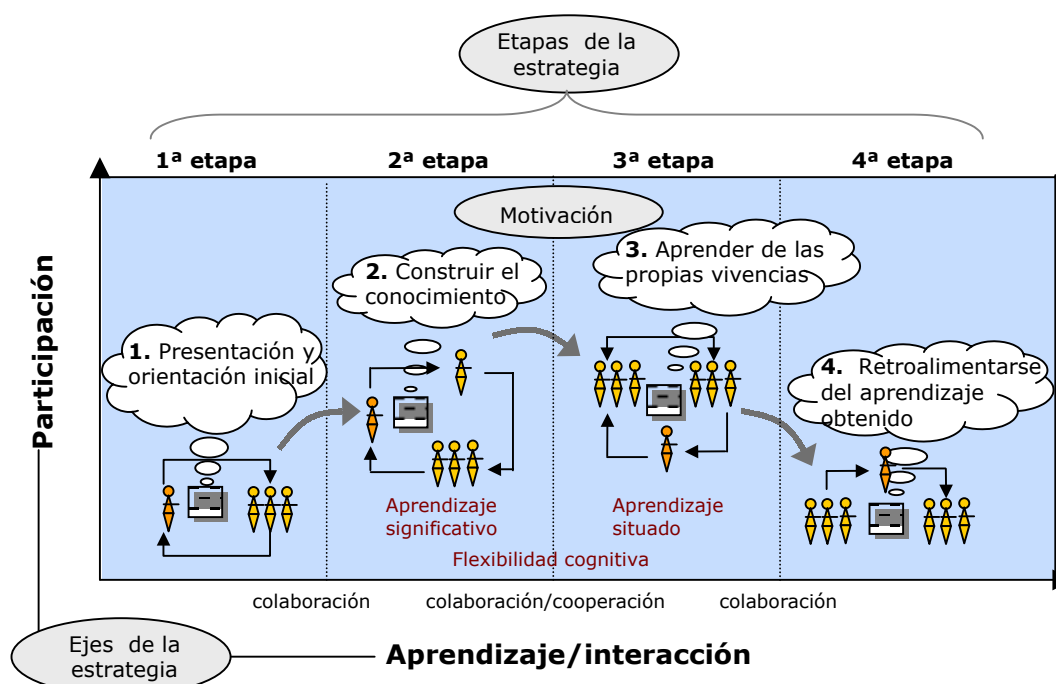 Etapas de la
estrategia
1ª etapa
2ª etapa
3ª etapa
4ª etapa
Motivación
1. Presentación y
orientación inicial
2. Construir el
conocimiento
3. Aprender de las
propias vivencias
4. Retroalimentarse
del aprendizaje
obtenido
Aprendizaje
significativo
Aprendizaje
situado
Flexibilidad cognitiva
Participación
colaboración
colaboración/cooperación
colaboración
Ejes de la
estrategia
Aprendizaje/interacción